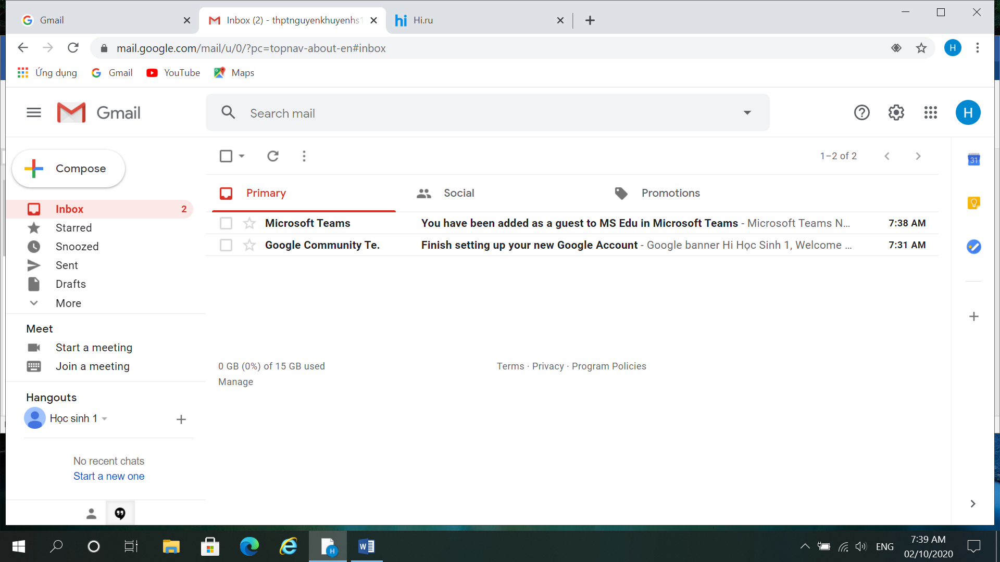 Gmail
Inbox (2) - thptnguyenkhuyenhs1
hi Hi.ru
mail.google.com/mail/u/0/?pc=topnav-about-en#inbox
H
Ứng dụng
Gmail
YouTube
Maps
Gmail
Search mail
H
Compose
1–2 of 2
31
Primary
Social
Promotions
Inbox 2
Microsoft Teams You have been added as a guest to MS Edu in Microsoft Teams - Microsoft Teams N... 7:38 AM
Starred
Google Community Te. Finish setting up your new Google Account - Google banner Hi Học Sinh 1, Welcome ... 7:31 AM
Snoozed
Sent
Drafts
More
Meet
Start a meeting
Join a meeting
0 GB (0%) of 15 GB used
Manage
Terms · Privacy · Program Policies
Hangouts
Học sinh 1
No recent chats
Start a new one
H
W
ENG
7:39 AM
02/10/2020